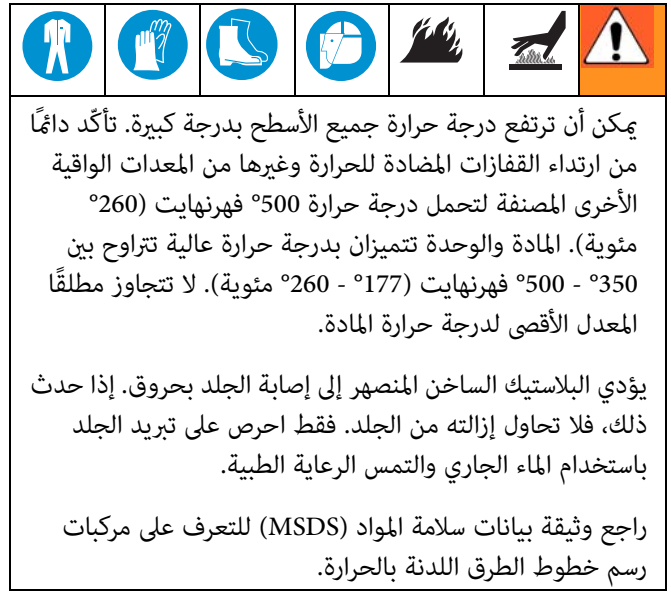 يمكن أن ترتفع درجة حرارة جميع الأسطح بدرجة كبيرة. تأكّد دائمًا
من ارتداء القفازات المضادة للحرارة وغيرها من المعدات الواقية
الأخرى المصنفة لتحمل درجة حرارة 500° فهرنهايت (260°
مئوية). المادة والوحدة تتميزان بدرجة حرارة عالية تتراوح بين
350° - 500° فهرنهايت (177° - 260° مئوية). لا تتجاوز مطلقًا
المعدل الأقصى لدرجة حرارة المادة.
يؤدي البلاستيك الساخن المنصهر إلى إصابة الجلد بحروق. إذا حدث
ذلك، فلا تحاول إزالته من الجلد. فقط احرص على تبريد الجلد
باستخدام الماء الجاري والتمس الرعاية الطبية.
راجع وثيقة بيانات سلامة المواد (MSDS) للتعرف على مركبات
رسم خطوط الطرق اللدنة بالحرارة.